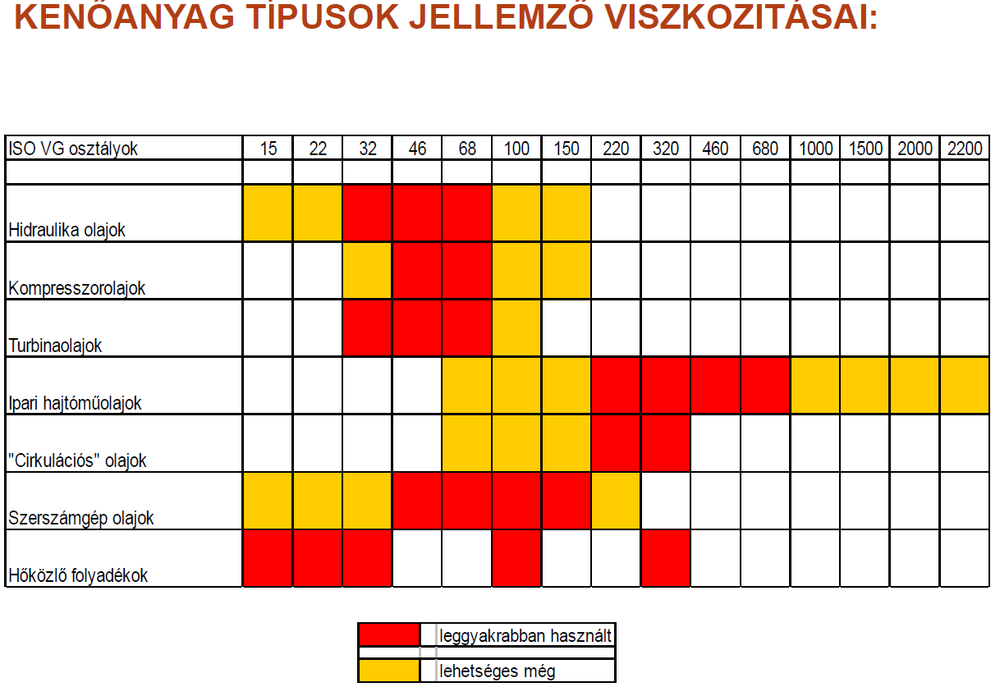 KENŐANYAG TÍPUSOK JELLEMZŐ VISZKOZITÁSAI:
ISO VG osztályok 15 22 32 46 68 100 150 220 320 460 680 1000 1500 2000 2200
Hidraulika olajok
Kompresszorolajok
Turbinaolajok
Ipari hajtóműolajok
"Cirkulációs" olajok
Szerszámgép olajok
Hőközlő folyadékok
leggyakrabban használt
lehetséges még